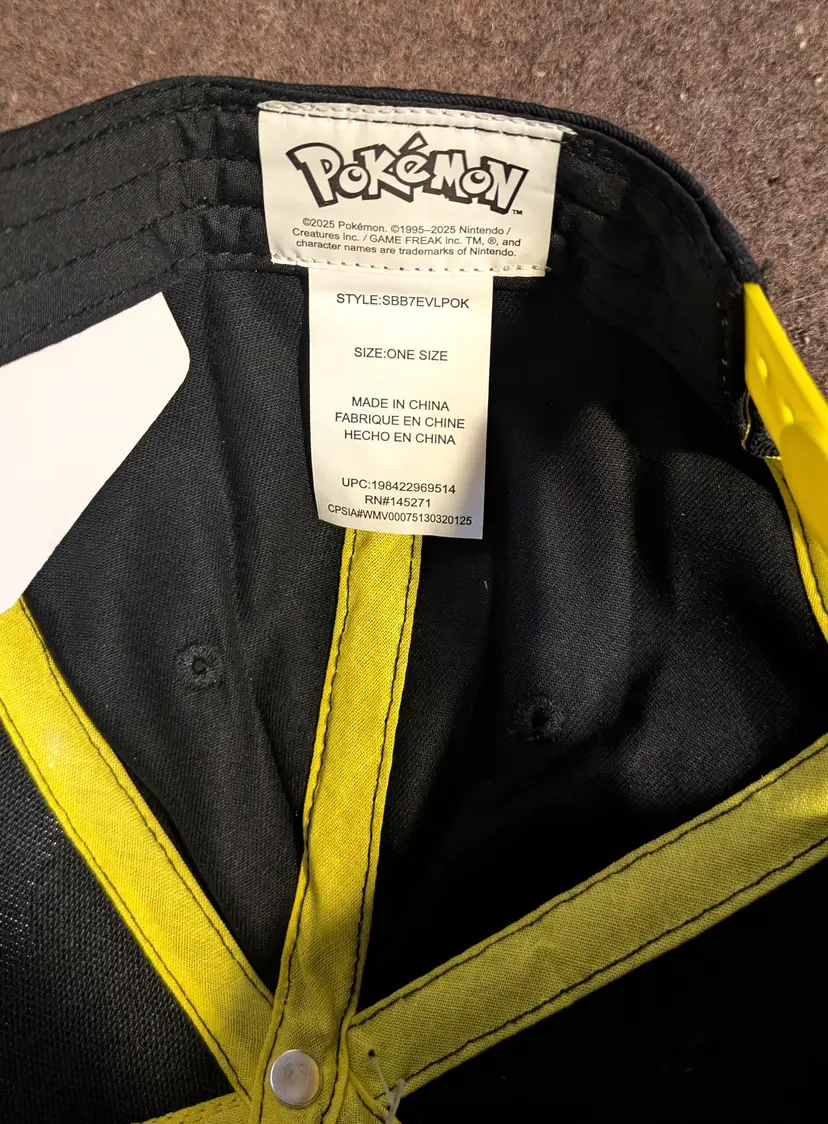 POKéMON™
©2025 Pokémon. ©1995–2025 Nintendo /
Creatures Inc. / GAME FREAK inc. TM, ®, and
character names are trademarks of Nintendo.
STYLE:SBB7EVLPOK
SIZE:ONE SIZE
MADE IN CHINA
FABRIQUE EN CHINE
HECHO EN CHINA
UPC:198422969514
RN#145271
CPSIA#WMV00075130320125